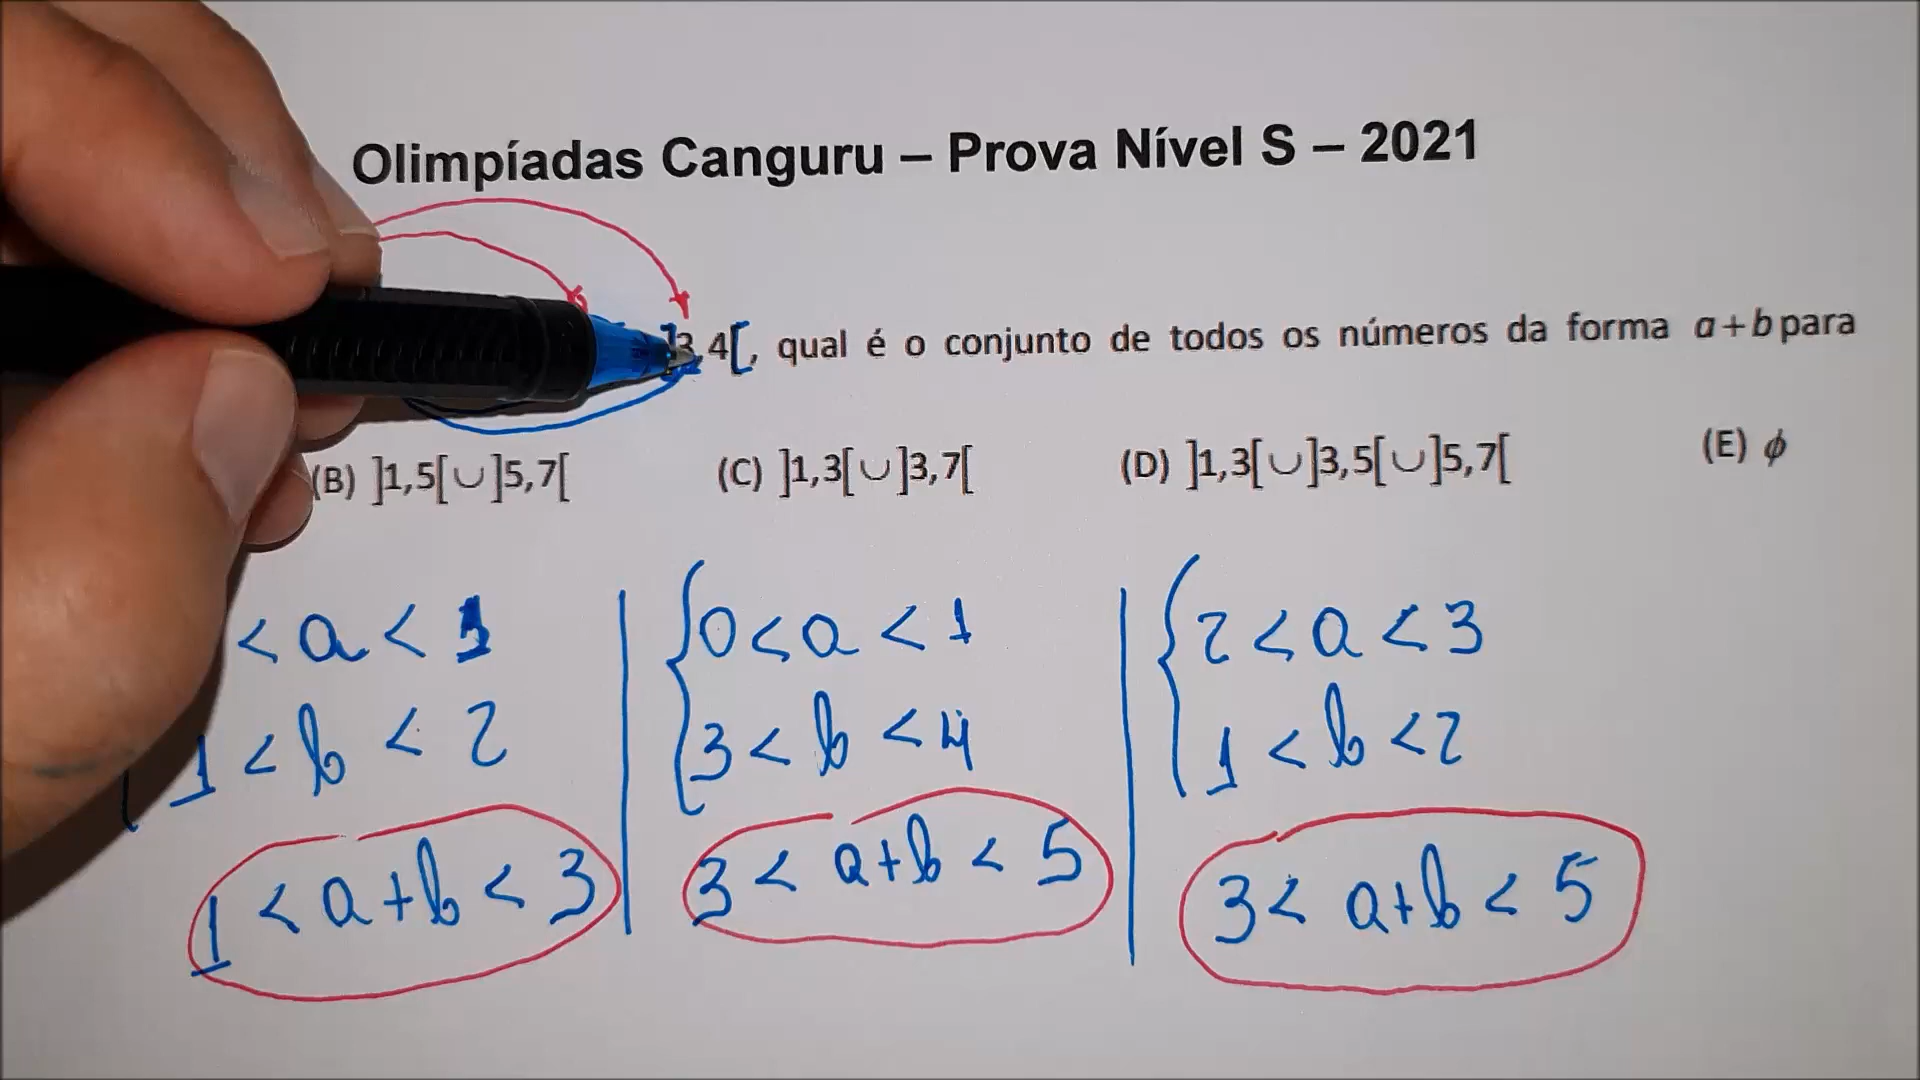 Olimpíadas Canguru – Prova Nível S – 2021
]3,4[, qual é o conjunto de todos os números da forma a+b para
(B) ]1,5[∪]5,7[ (C) ]1,3[∪]3,7[ (D) ]1,3[∪]3,5[∪]5,7[ (E) ϕ
< a < 1 {0 < a < 1 {2 < a < 3
1 < b < 2 3 < b < 4 1 < b < 2
1 < a+b < 3 3 < a+b < 5 3 < a+b < 5